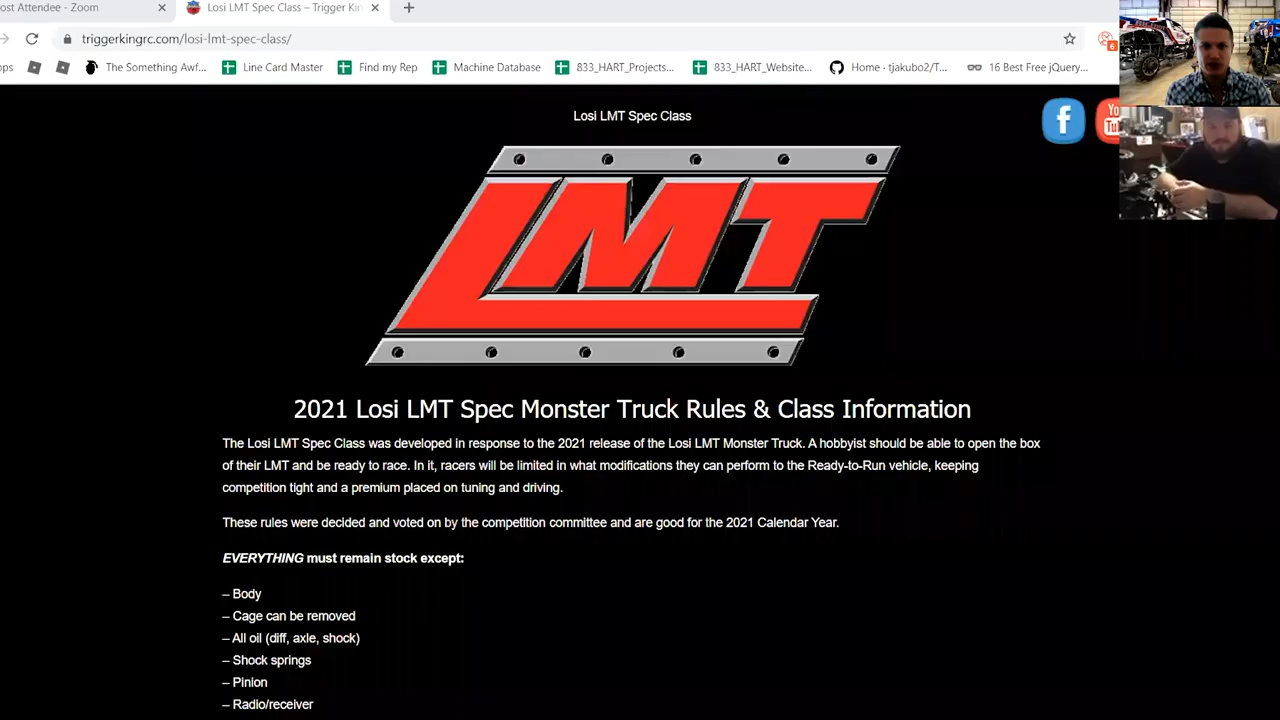 ost Attendee - Zoom
Losi LMT Spec Class – Trigger Kin
triggerkingrc.com/losi-lmt-spec-class/
6
ops
The Something Awf...
Line Card Master
Find my Rep
Machine Database
833_HART_Projects...
833_HART_Website...
Home · tjakubo2/T...
16 Best Free jQuery...
Losi LMT Spec Class
f
You
Tu
LMT
2021 Losi LMT Spec Monster Truck Rules & Class Information
The Losi LMT Spec Class was developed in response to the 2021 release of the Losi LMT Monster Truck. A hobbyist should be able to open the box
of their LMT and be ready to race. In it, racers will be limited in what modifications they can perform to the Ready-to-Run vehicle, keeping
competition tight and a premium placed on tuning and driving.
These rules were decided and voted on by the competition committee and are good for the 2021 Calendar Year.
EVERYTHING must remain stock except:
– Body
– Cage can be removed
– All oil (diff, axle, shock)
– Shock springs
– Pinion
– Radio/receiver